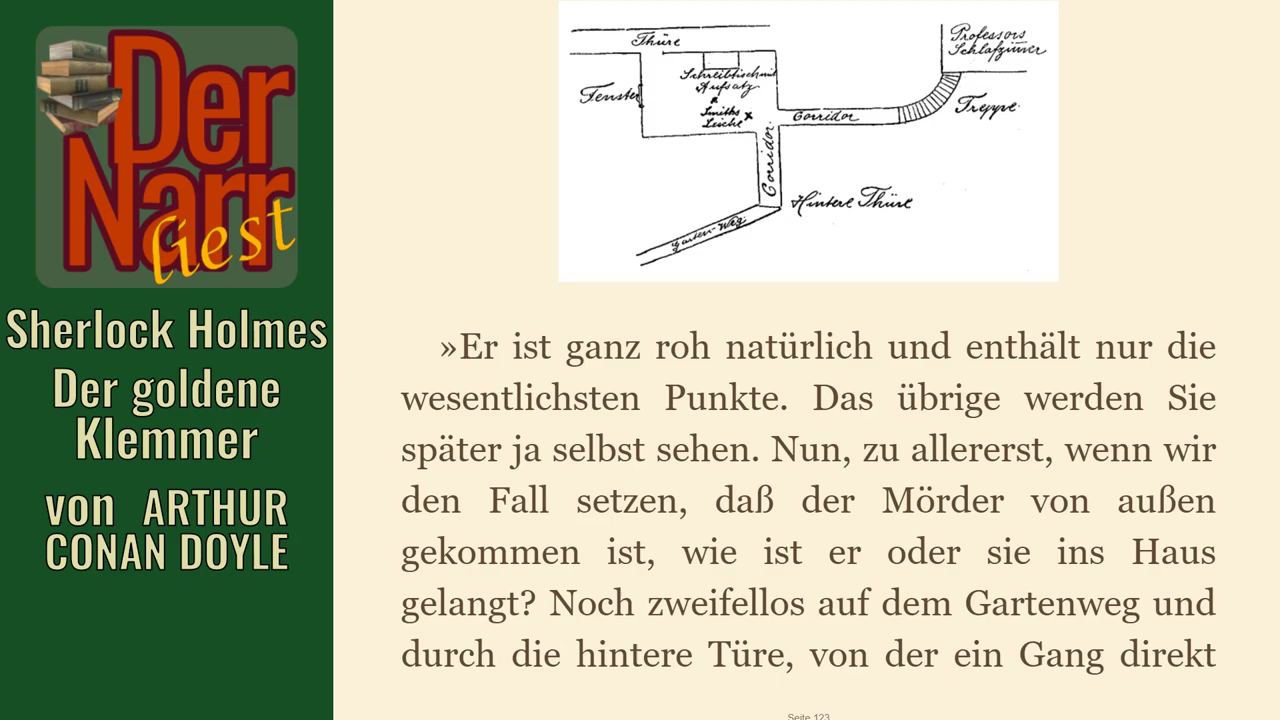 Der
Narr
liest
Sherlock Holmes
Der goldene
Klemmer
von ARTHUR
CONAN DOYLE
Thüre
Professors
Schlafzimer
Schreibtisch mit
Aufsatz
Fenster
Smiths
Leiche
Corridor
Treppe
Corridor
Hintere Thüre
Garten-Weg
»Er ist ganz roh natürlich und enthält nur die
wesentlichsten Punkte. Das übrige werden Sie
später ja selbst sehen. Nun, zu allererst, wenn wir
den Fall setzen, daß der Mörder von außen
gekommen ist, wie ist er oder sie ins Haus
gelangt? Noch zweifellos auf dem Gartenweg und
durch die hintere Türe, von der ein Gang direkt
Seite 123